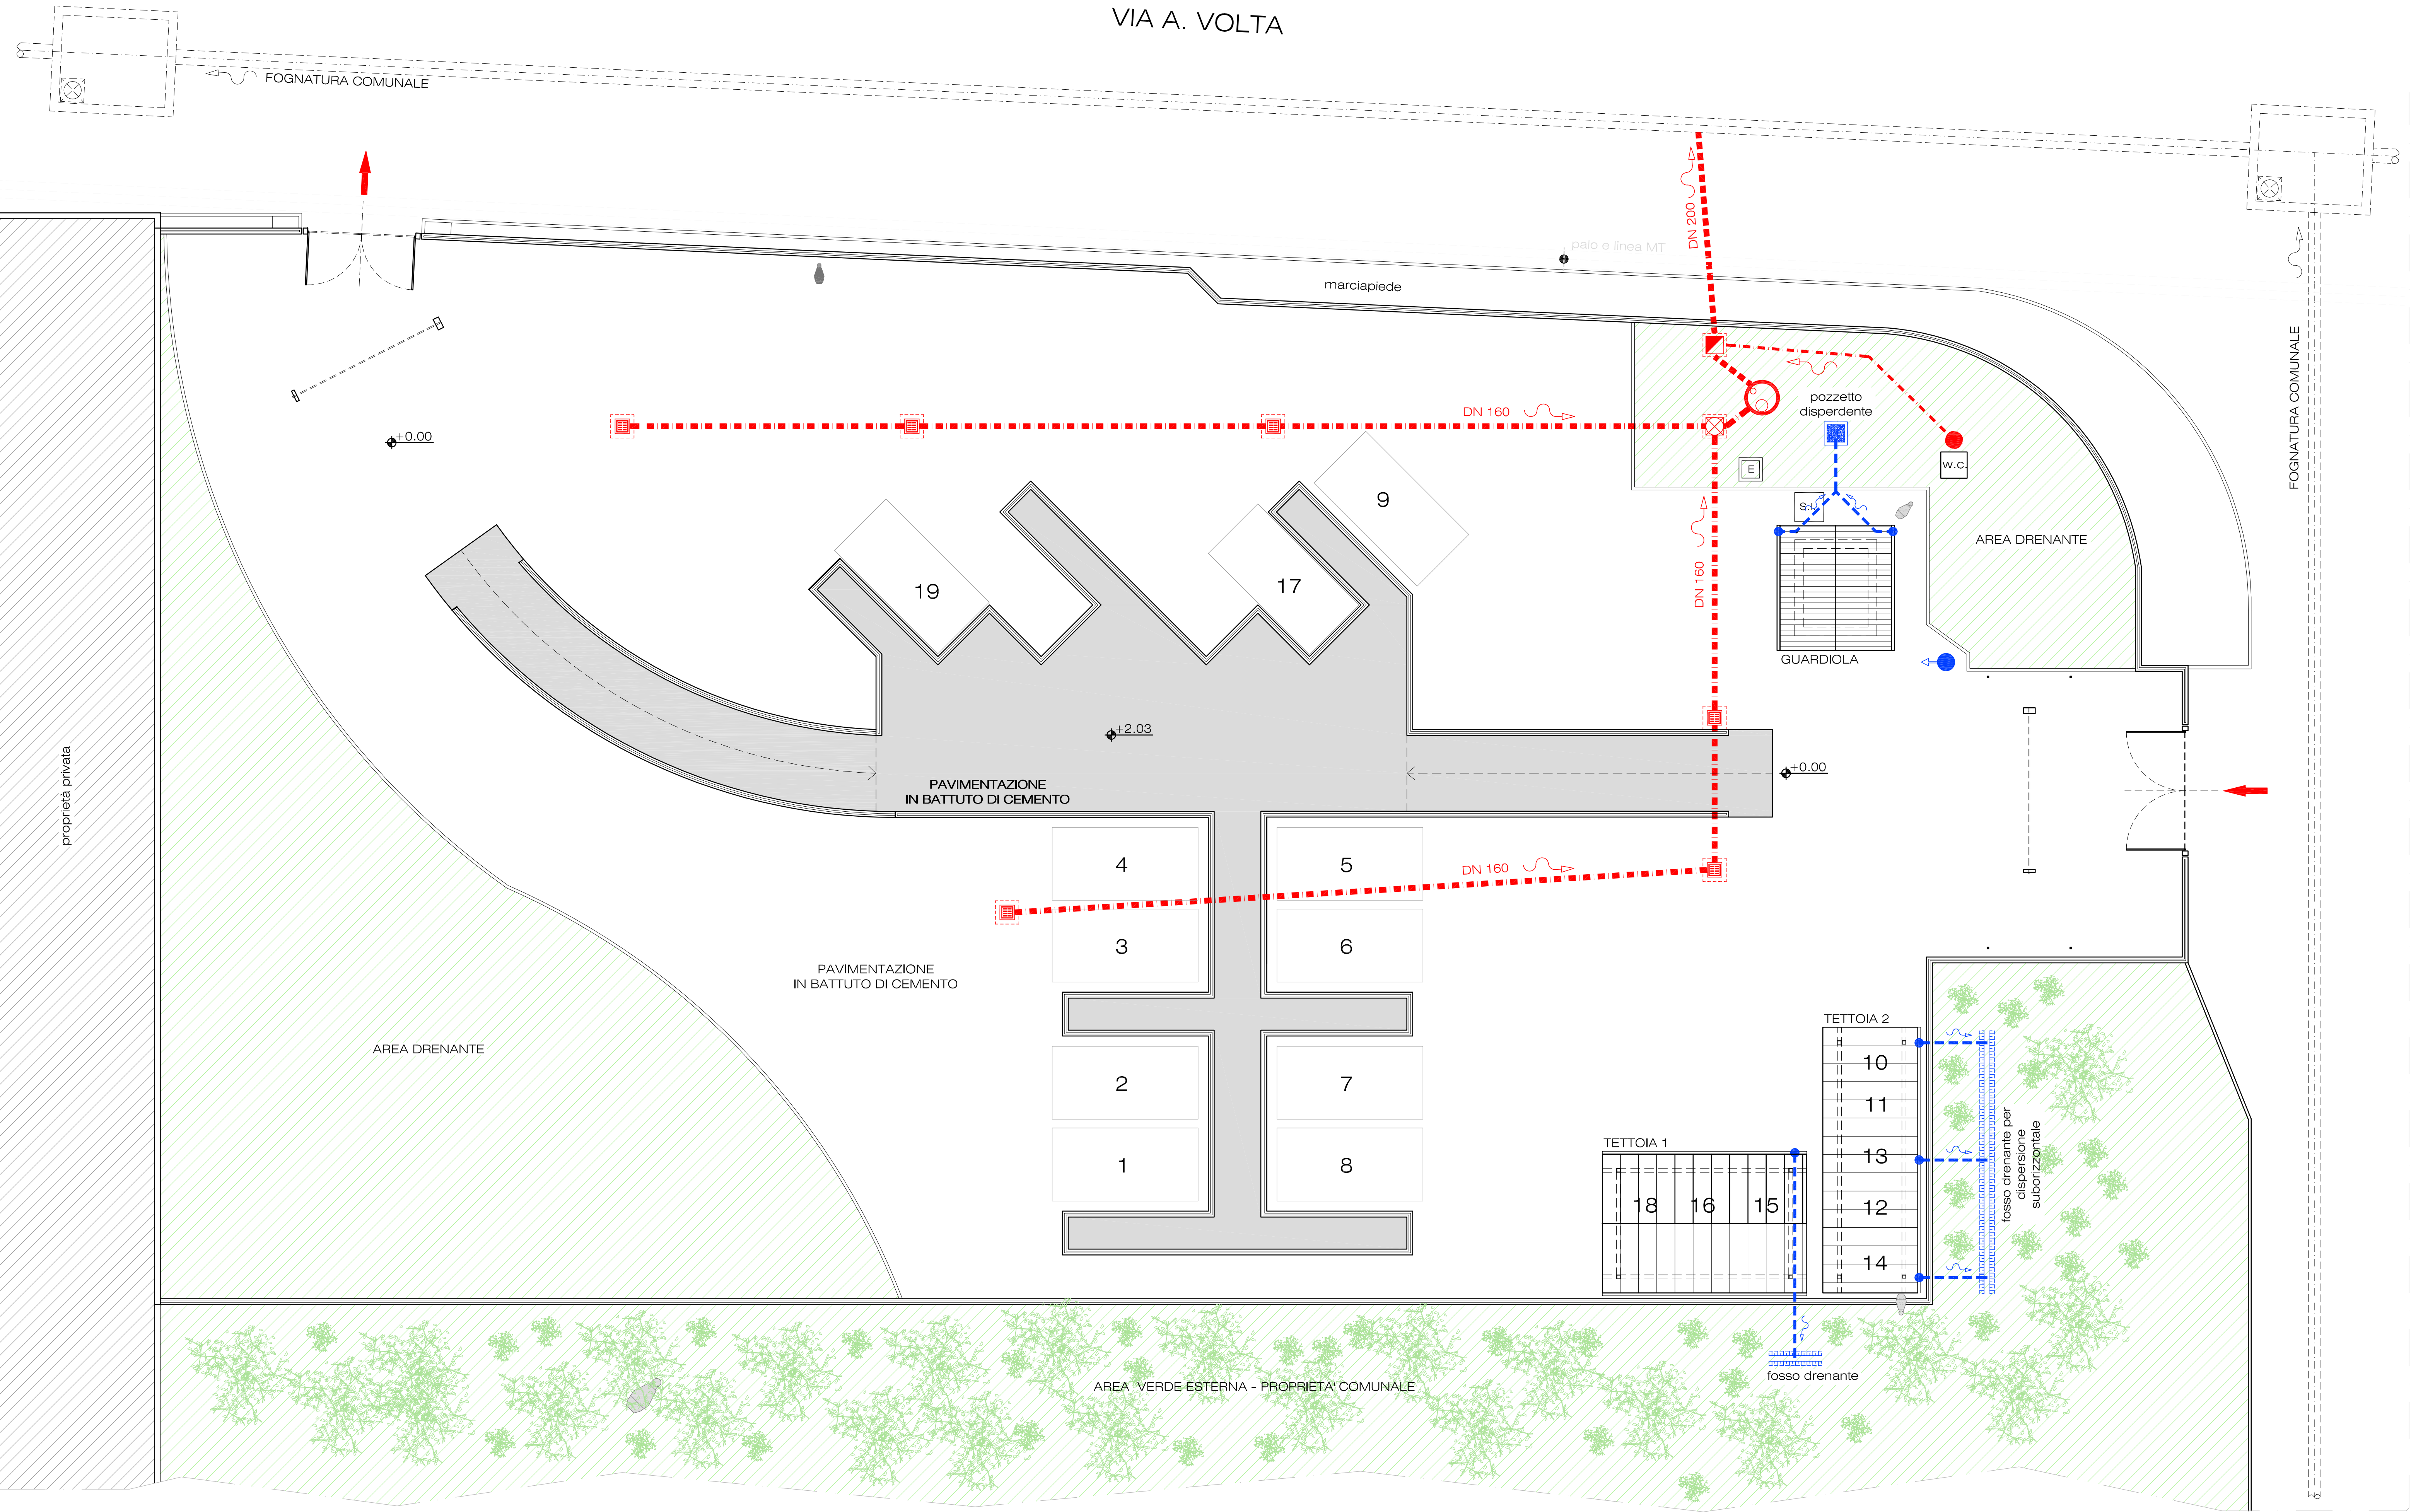 VIA A. VOLTA
FOGNATURA COMUNALE
DN 200
palo e linea MT
marciapiede
FOGNATURA COMUNALE
DN 160
pozzetto
disperdente
+0.00
E
W.C.
S.I.
9
19
17
DN 160
AREA DRENANTE
GUARDIOLA
+2.03
+0.00
proprietà privata
PAVIMENTAZIONE
IN BATTUTO DI CEMENTO
4
5
DN 160
3
6
PAVIMENTAZIONE
IN BATTUTO DI CEMENTO
TETTOIA 2
AREA DRENANTE
2
7
10
11
13
12
14
fosso drenante per
dispersione
suborizzontale
TETTOIA 1
1
8
18
16
15
fosso drenante
AREA VERDE ESTERNA - PROPRIETA' COMUNALE